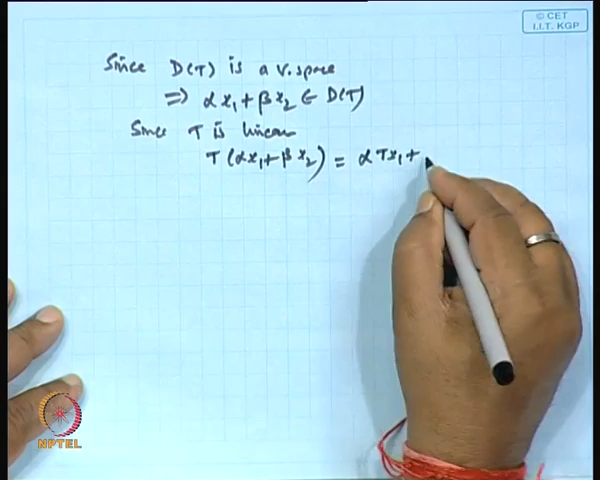 © CET
I.I.T. KGP
Since D(T) is a v. space
⇒ αx₁ + βx₂ ∈ D(T)
Since T is linear
T(αx₁ + βx₂) = αTx₁ +
NPTEL